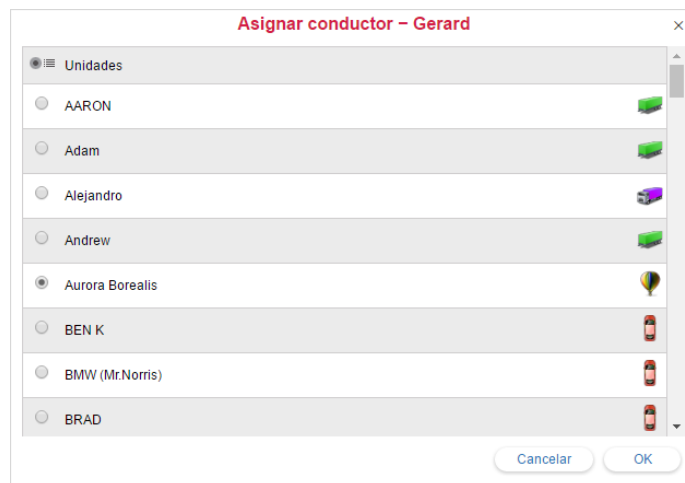 Asignar conductor – Gerard
Unidades
AARON
Adam
Alejandro
Andrew
Aurora Borealis
BEN K
BMW (Mr.Norris)
BRAD
Cancelar OK